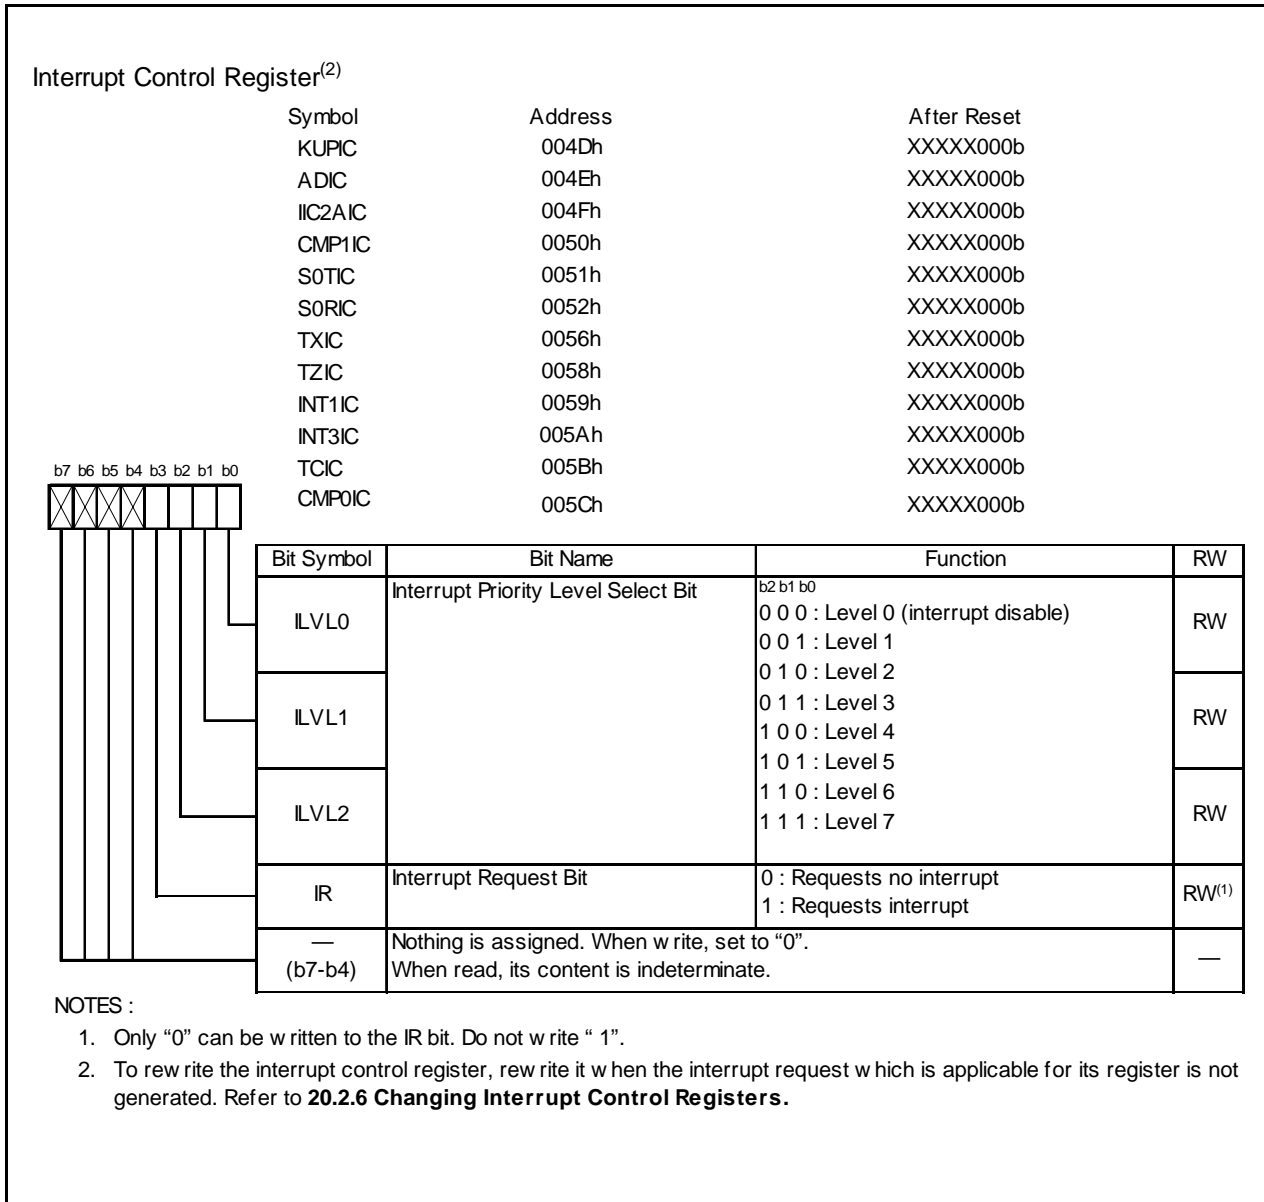 Interrupt Control Register(2)
Symbol Address After Reset
KUPIC 004Dh XXXXX000b
ADIC 004Eh XXXXX000b
IIC2AIC 004Fh XXXXX000b
CMP1IC 0050h XXXXX000b
S0TIC 0051h XXXXX000b
S0RIC 0052h XXXXX000b
TXIC 0056h XXXXX000b
TZIC 0058h XXXXX000b
INT1IC 0059h XXXXX000b
INT3IC 005Ah XXXXX000b
TCIC 005Bh XXXXX000b
CMP0IC 005Ch XXXXX000b
b7 b6 b5 b4 b3 b2 b1 b0
Bit Symbol Bit Name Function RW
ILVL0 Interrupt Priority Level Select Bit b2 b1 b0
0 0 0 : Level 0 (interrupt disable) RW
0 0 1 : Level 1
0 1 0 : Level 2
ILVL1 0 1 1 : Level 3 RW
1 0 0 : Level 4
1 0 1 : Level 5
ILVL2 1 1 0 : Level 6 RW
1 1 1 : Level 7
IR Interrupt Request Bit 0 : Requests no interrupt RW(1)
1 : Requests interrupt
— Nothing is assigned. When write, set to “0”. —
(b7-b4) When read, its content is indeterminate.
NOTES :
1. Only “0” can be written to the IR bit. Do not write “ 1”.
2. To rewrite the interrupt control register, rewrite it when the interrupt request which is applicable for its register is not
generated. Refer to 20.2.6 Changing Interrupt Control Registers.